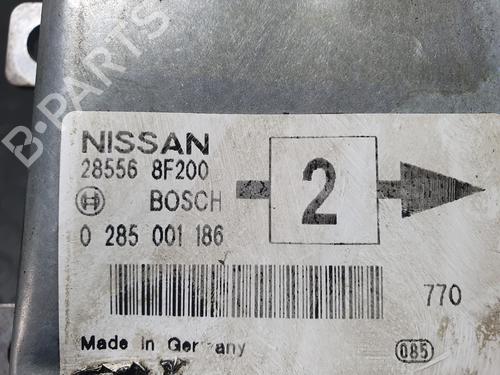 B-PARTS
NISSAN
28556 8F200
BOSCH
2
0 285 001 186
770
Made in Germany
085